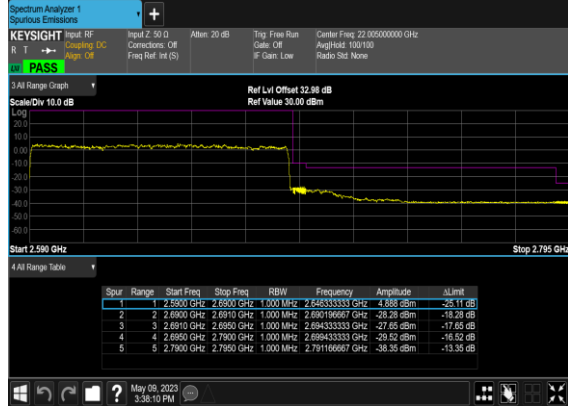 Spectrum Analyzer 1
Spurious Emissions
+
KEYSIGHT Input: RF Input Z: 50 Ω Atten: 20 dB Trig: Free Run Center Freq: 22.005000000 GHz
R T Coupling: DC Corrections: Off Gate: Off Avg|Hold: 100/100
Align: Off Freq Ref: Int (S) IF Gain: Low Radio Std: None
PASS
3 All Range Graph
Ref Lvl Offset 32.98 dB
Scale/Div 10.0 dB Ref Value 30.00 dBm
Log
20.0
10.0
0.00
-10.0
-20.0
-30.0
-40.0
-50.0
-60.0
Start 2.590 GHz Stop 2.795 GHz
4 All Range Table
Spur Range Start Freq Stop Freq RBW Frequency Amplitude ΔLimit
1 1 2.5900 GHz 2.6900 GHz 1.000 MHz 2.646333333 GHz 4.888 dBm -25.11 dB
2 2 2.6900 GHz 2.6910 GHz 1.000 MHz 2.690196667 GHz -28.28 dBm -18.28 dB
3 3 2.6910 GHz 2.6950 GHz 1.000 MHz 2.694333333 GHz -27.65 dBm -17.65 dB
4 4 2.6950 GHz 2.7900 GHz 1.000 MHz 2.699433333 GHz -29.52 dBm -16.52 dB
5 5 2.7900 GHz 2.7950 GHz 1.000 MHz 2.791166667 GHz -38.35 dBm -13.35 dB
? May 09, 2023
3:38:10 PM